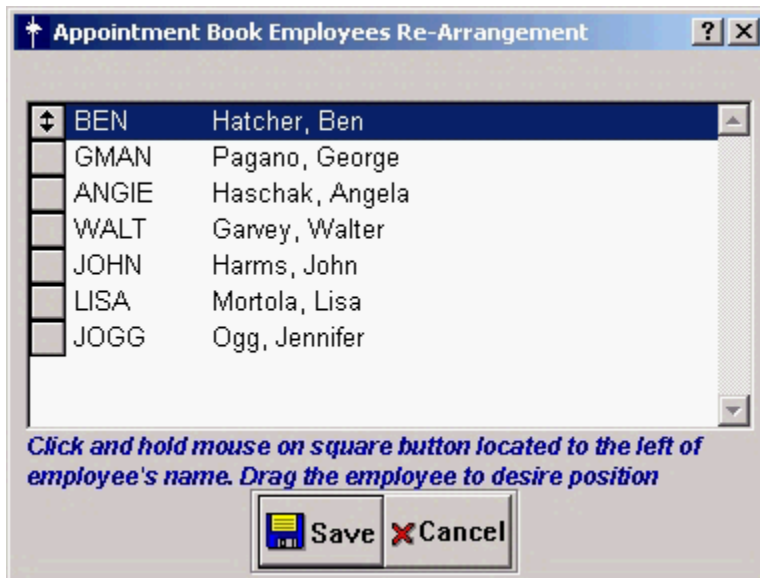 Appointment Book Employees Re-Arrangement ? X
BEN Hatcher, Ben
GMAN Pagano, George
ANGIE Haschak, Angela
WALT Garvey, Walter
JOHN Harms, John
LISA Mortola, Lisa
JOGG Ogg, Jennifer
Click and hold mouse on square button located to the left of
employee's name. Drag the employee to desire position
Save Cancel